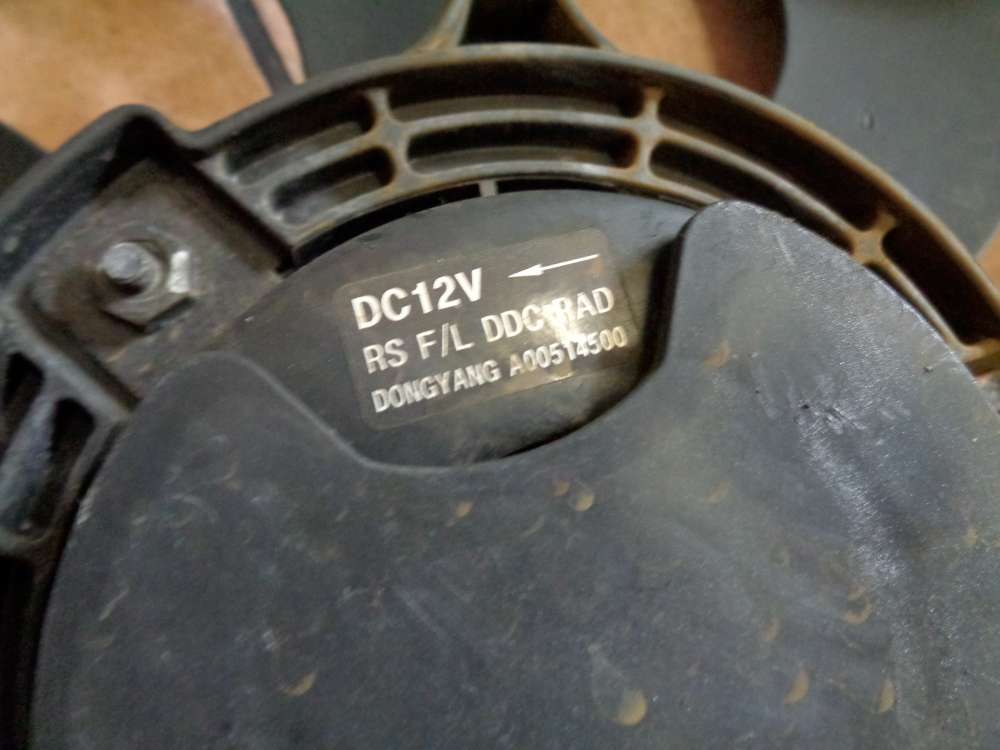 DC12V ←
RS F/L DDC RAD
DONGYANG A00514500